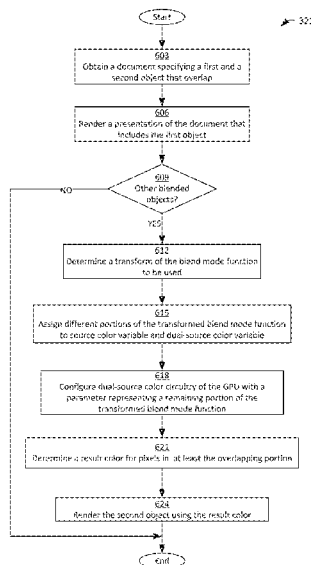 Start
321
603
Obtain a document specifying a first and a
second object that overlap
606
Render a presentation of the document that
includes the first object
609
Other blended
objects?
NO
YES
612
Determine a transform of the blend mode function
to be used
615
Assign different portions of the transformed blend mode function
to source color variable and dual-source color variable
618
Configure dual-source color circuitry of the GPU with a
parameter representing a remaining portion of the
transformed blend mode function
621
Determine a result color for pixels in at least the overlapping portion
624
Render the second object using the result color
End